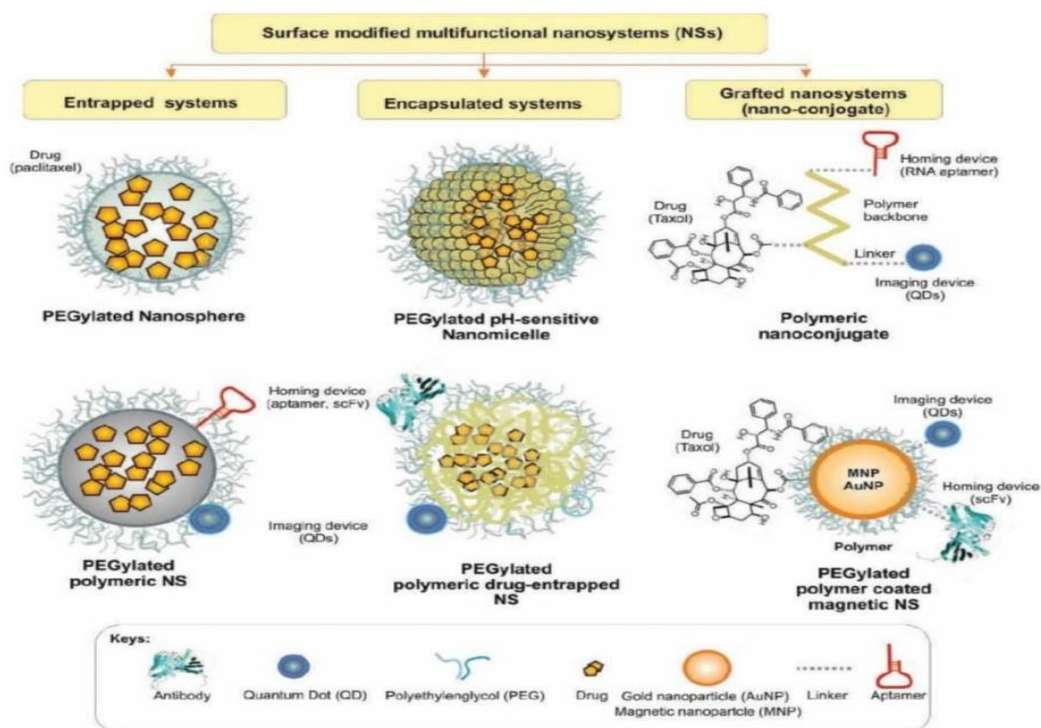 Surface modified multifunctional nanosystems (NSs)
Entrapped systems
Encapsulated systems
Grafted nanosystems
(nano-conjogate)
Drug
(paclitaxel)
PEGylated Nanosphere
PEGylated pH-sensitive
Nanomicelle
Drug
(Taxol)
Homing device
(RNA aptamer)
Polymer
backbone
Linker
Imaging device
(QDs)
Polymeric
nanoconjugate
Homing device
(aptamer, scFv)
Imaging device
(QDs)
PEGylated
polymeric NS
PEGylated
polymeric drug-entrapped
NS
Drug
(Taxol)
MNP
AuNP
Imaging device
(QDs)
Homing device
(scFv)
Polymer
PEGylated
polymer coated
magnetic NS
Keys:
Antibody
Quantum Dot (QD)
Polyethylenglycol (PEG)
Drug
Gold nanoparticle (AuNP)
Magnetic nanopartcle (MNP)
Linker
Aptamer